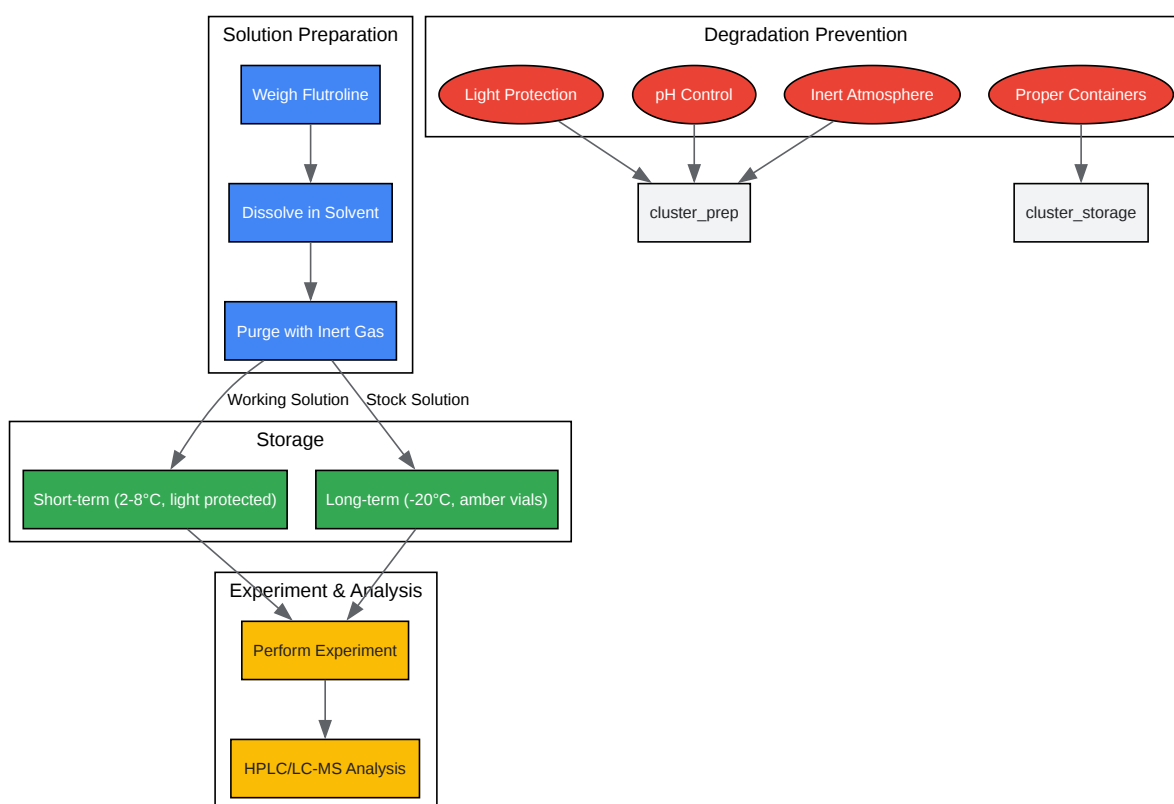 Solution Preparation
Weigh Flutroline
Dissolve in Solvent
Purge with Inert Gas
Degradation Prevention
Light Protection
pH Control
Inert Atmosphere
Proper Containers
cluster_prep
cluster_storage
Working Solution
Stock Solution
Storage
Short-term (2-8°C, light protected)
Long-term (-20°C, amber vials)
Experiment & Analysis
Perform Experiment
HPLC/LC-MS Analysis